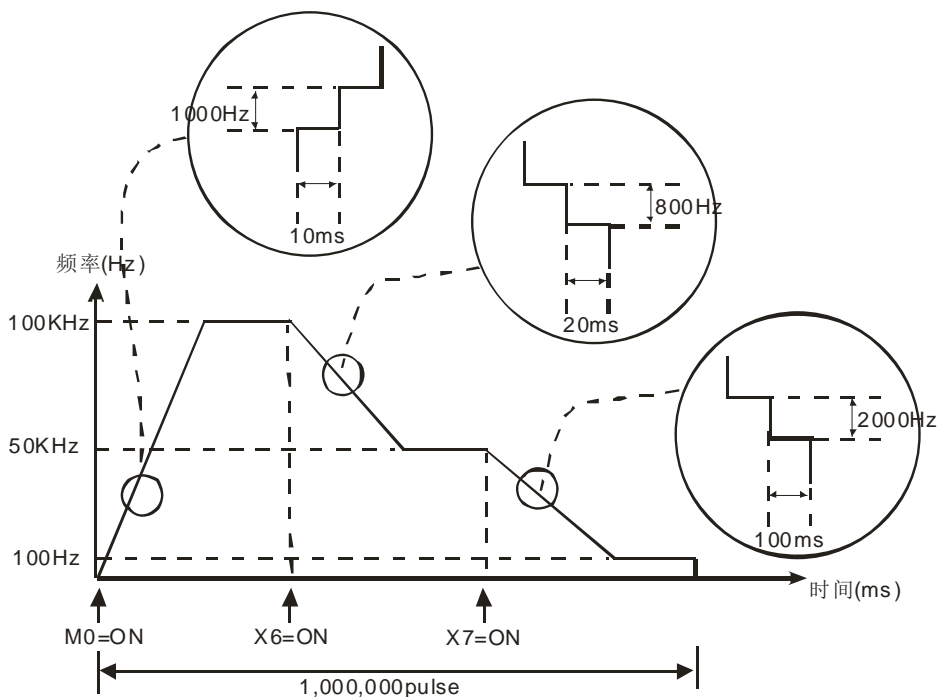 1000Hz
10ms
800Hz
20ms
频率(Hz)
100KHz
2000Hz
50KHz
100ms
100Hz
时间(ms)
M0=ON
X6=ON
X7=ON
1,000,000pulse